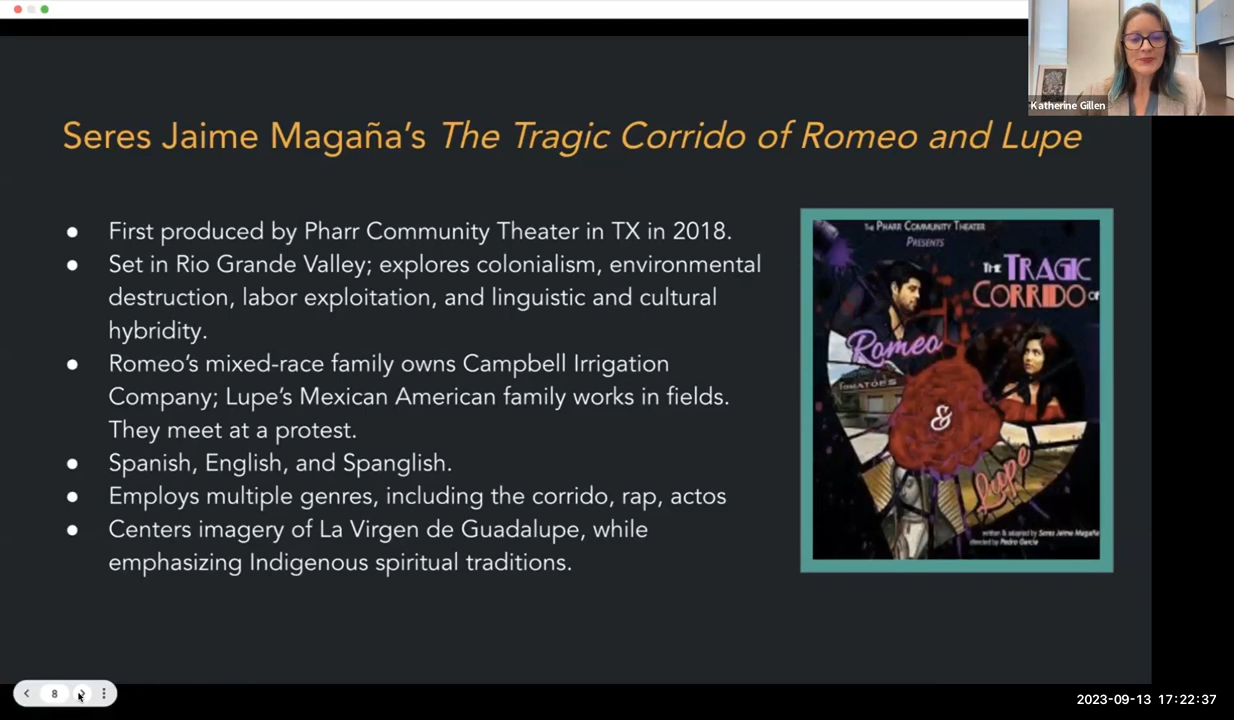 Katherine Gillen
Seres Jaime Magaña's The Tragic Corrido of Romeo and Lupe
● First produced by Pharr Community Theater in TX in 2018.
● Set in Rio Grande Valley; explores colonialism, environmental
destruction, labor exploitation, and linguistic and cultural
hybridity.
● Romeo's mixed-race family owns Campbell Irrigation
Company; Lupe's Mexican American family works in fields.
They meet at a protest.
● Spanish, English, and Spanglish.
● Employs multiple genres, including the corrido, rap, actos
● Centers imagery of La Virgen de Guadalupe, while
emphasizing Indigenous spiritual traditions.
THE PHARR COMMUNITY THEATER
PRESENTS
THE TRAGIC
CORRIDO OF
Romeo
TOMATOES
&
Lupe
written & adapted by Seres Jaime Magaña
directed by Pedro Garcia
8
2023-09-13 17:22:37